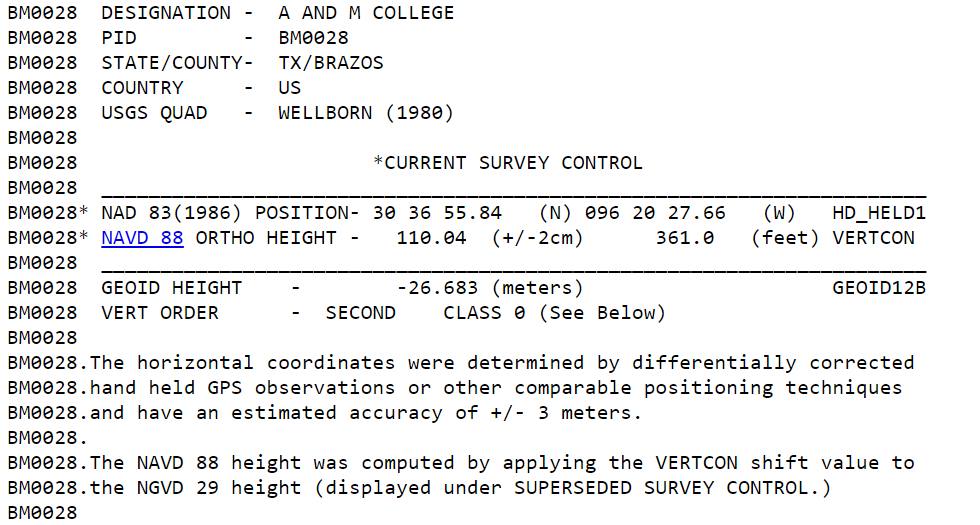 BM0028  DESIGNATION -  A AND M COLLEGE
BM0028  PID         -  BM0028
BM0028  STATE/COUNTY-  TX/BRAZOS
BM0028  COUNTRY     -  US
BM0028  USGS QUAD   -  WELLBORN (1980)
BM0028
BM0028                         *CURRENT SURVEY CONTROL
BM0028  ______________________________________________________________________
BM0028* NAD 83(1986) POSITION- 30 36 55.84   (N) 096 20 27.66   (W)   HD_HELD1
BM0028* NAVD 88 ORTHO HEIGHT -   110.04  (+/-2cm)      361.0   (feet) VERTCON
BM0028  ______________________________________________________________________
BM0028  GEOID HEIGHT    -        -26.683 (meters)                     GEOID12B
BM0028  VERT ORDER      -  SECOND    CLASS 0 (See Below)
BM0028
BM0028.The horizontal coordinates were determined by differentially corrected
BM0028.hand held GPS observations or other comparable positioning techniques
BM0028.and have an estimated accuracy of +/- 3 meters.
BM0028.
BM0028.The NAVD 88 height was computed by applying the VERTCON shift value to
BM0028.the NGVD 29 height (displayed under SUPERSEDED SURVEY CONTROL.)
BM0028